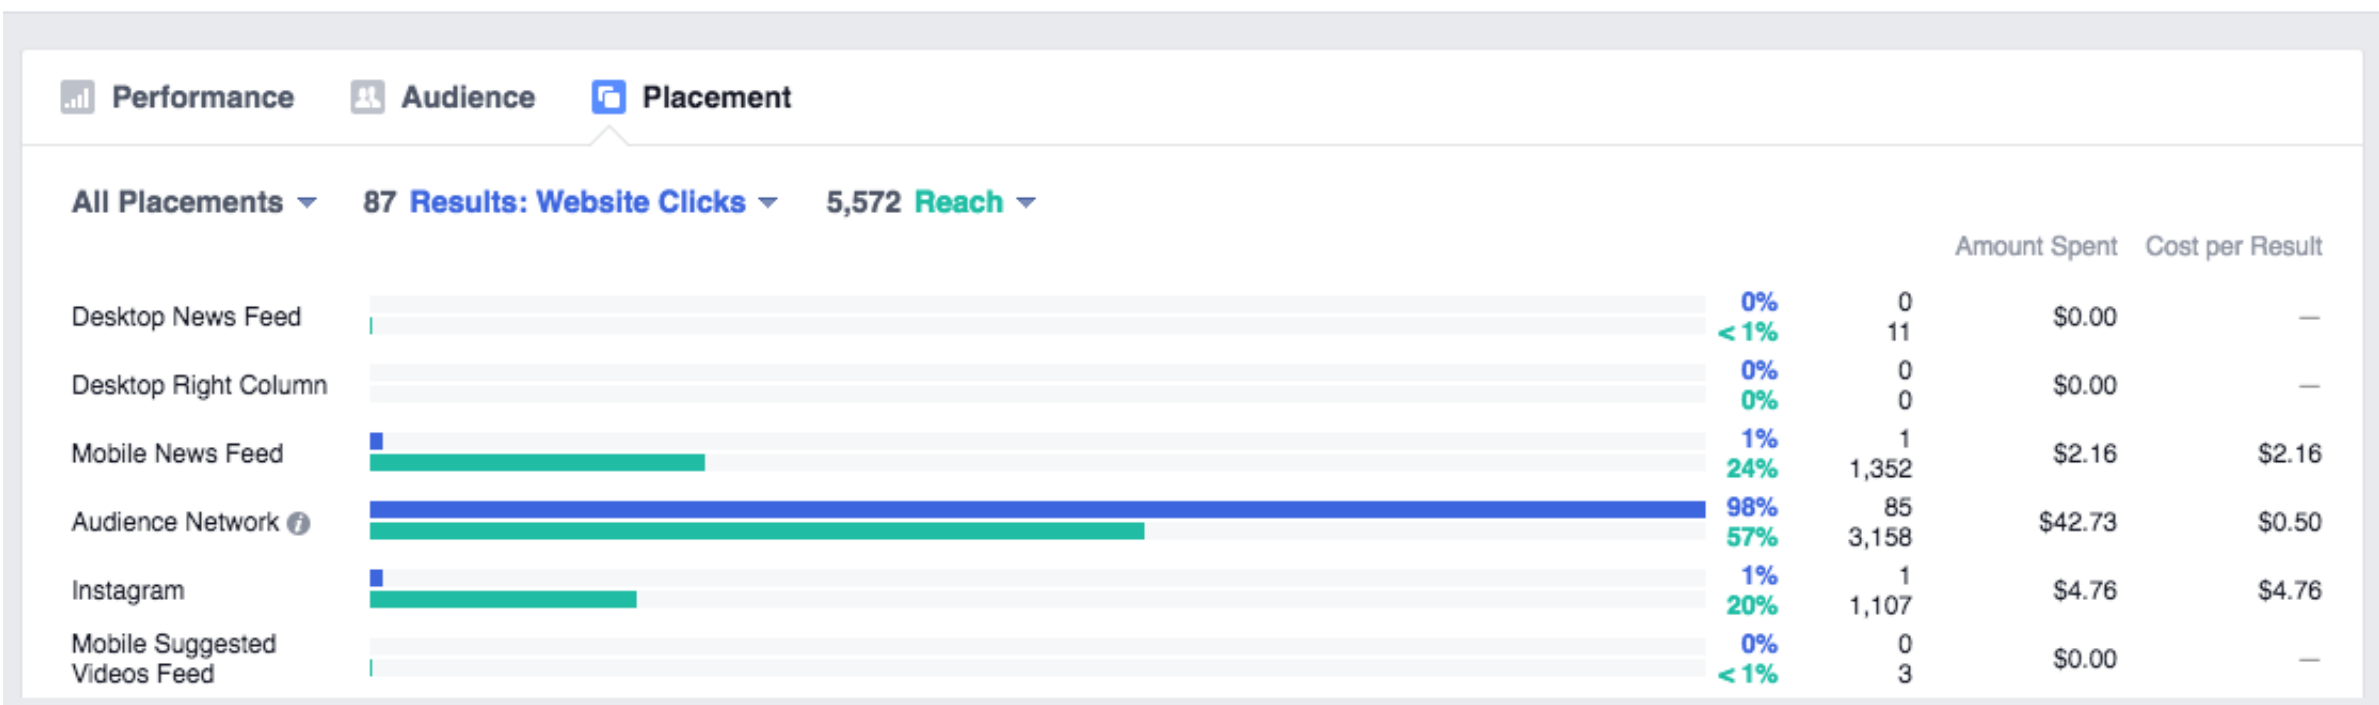 Performance Audience Placement
All Placements 87 Results: Website Clicks 5,572 Reach
Amount Spent Cost per Result
Desktop News Feed 0% 0 $0.00 —
< 1% 11
Desktop Right Column 0% 0 $0.00 —
0% 0
Mobile News Feed 1% 1 $2.16 $2.16
24% 1,352
Audience Network 98% 85 $42.73 $0.50
57% 3,158
Instagram 1% 1 $4.76 $4.76
20% 1,107
Mobile Suggested 0% 0 $0.00 —
Videos Feed < 1% 3